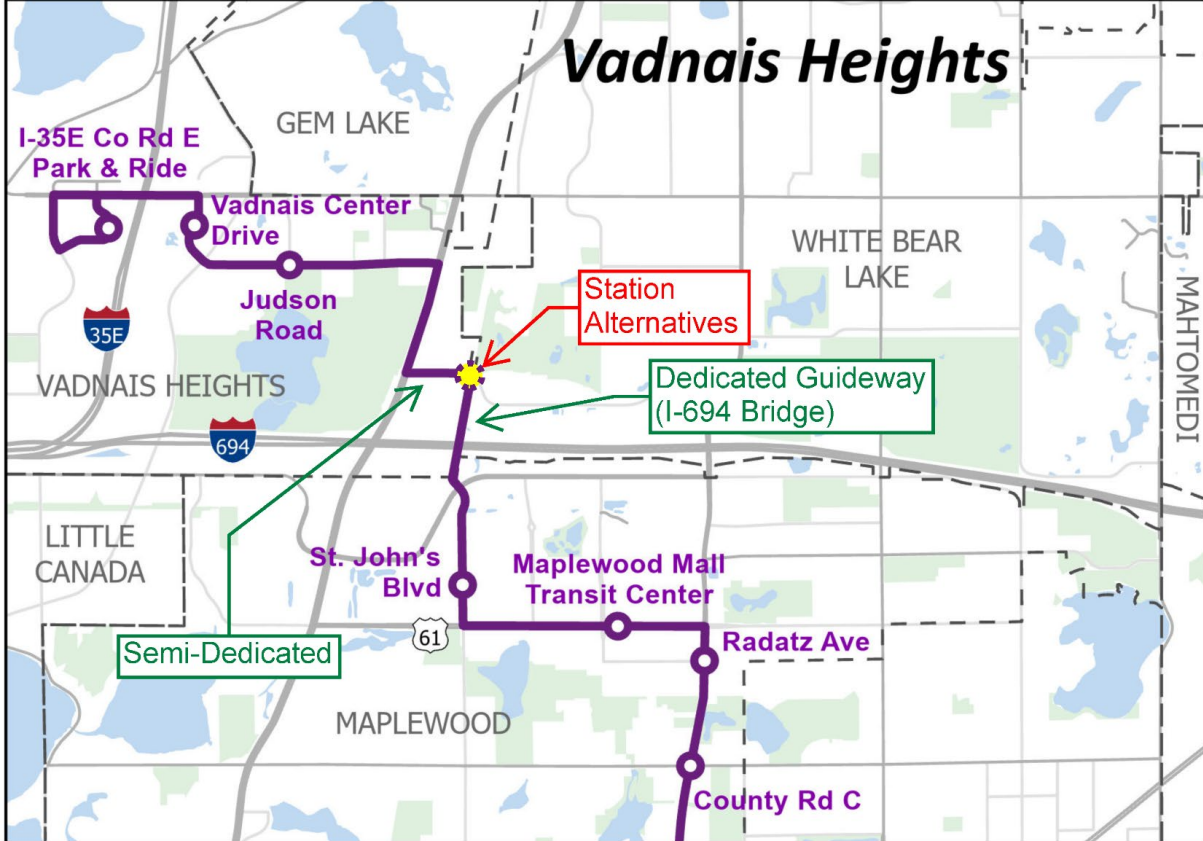 Vadnais Heights
GEM LAKE
I-35E Co Rd E
Park & Ride
Vadnais Center
Drive
WHITE BEAR
LAKE
Judson
Road
Station
Alternatives
MAHTOMEDI
35E
VADNAIS HEIGHTS
Dedicated Guideway
(I-694 Bridge)
694
LITTLE
CANADA
St. John's
Blvd
Maplewood Mall
Transit Center
61
Semi-Dedicated
Radatz Ave
MAPLEWOOD
County Rd C